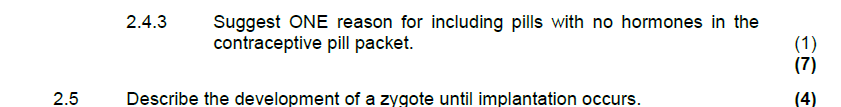 2.4.3 Suggest ONE reason for including pills with no hormones in the
contraceptive pill packet. (1)
(7)
2.5 Describe the development of a zygote until implantation occurs. (4)